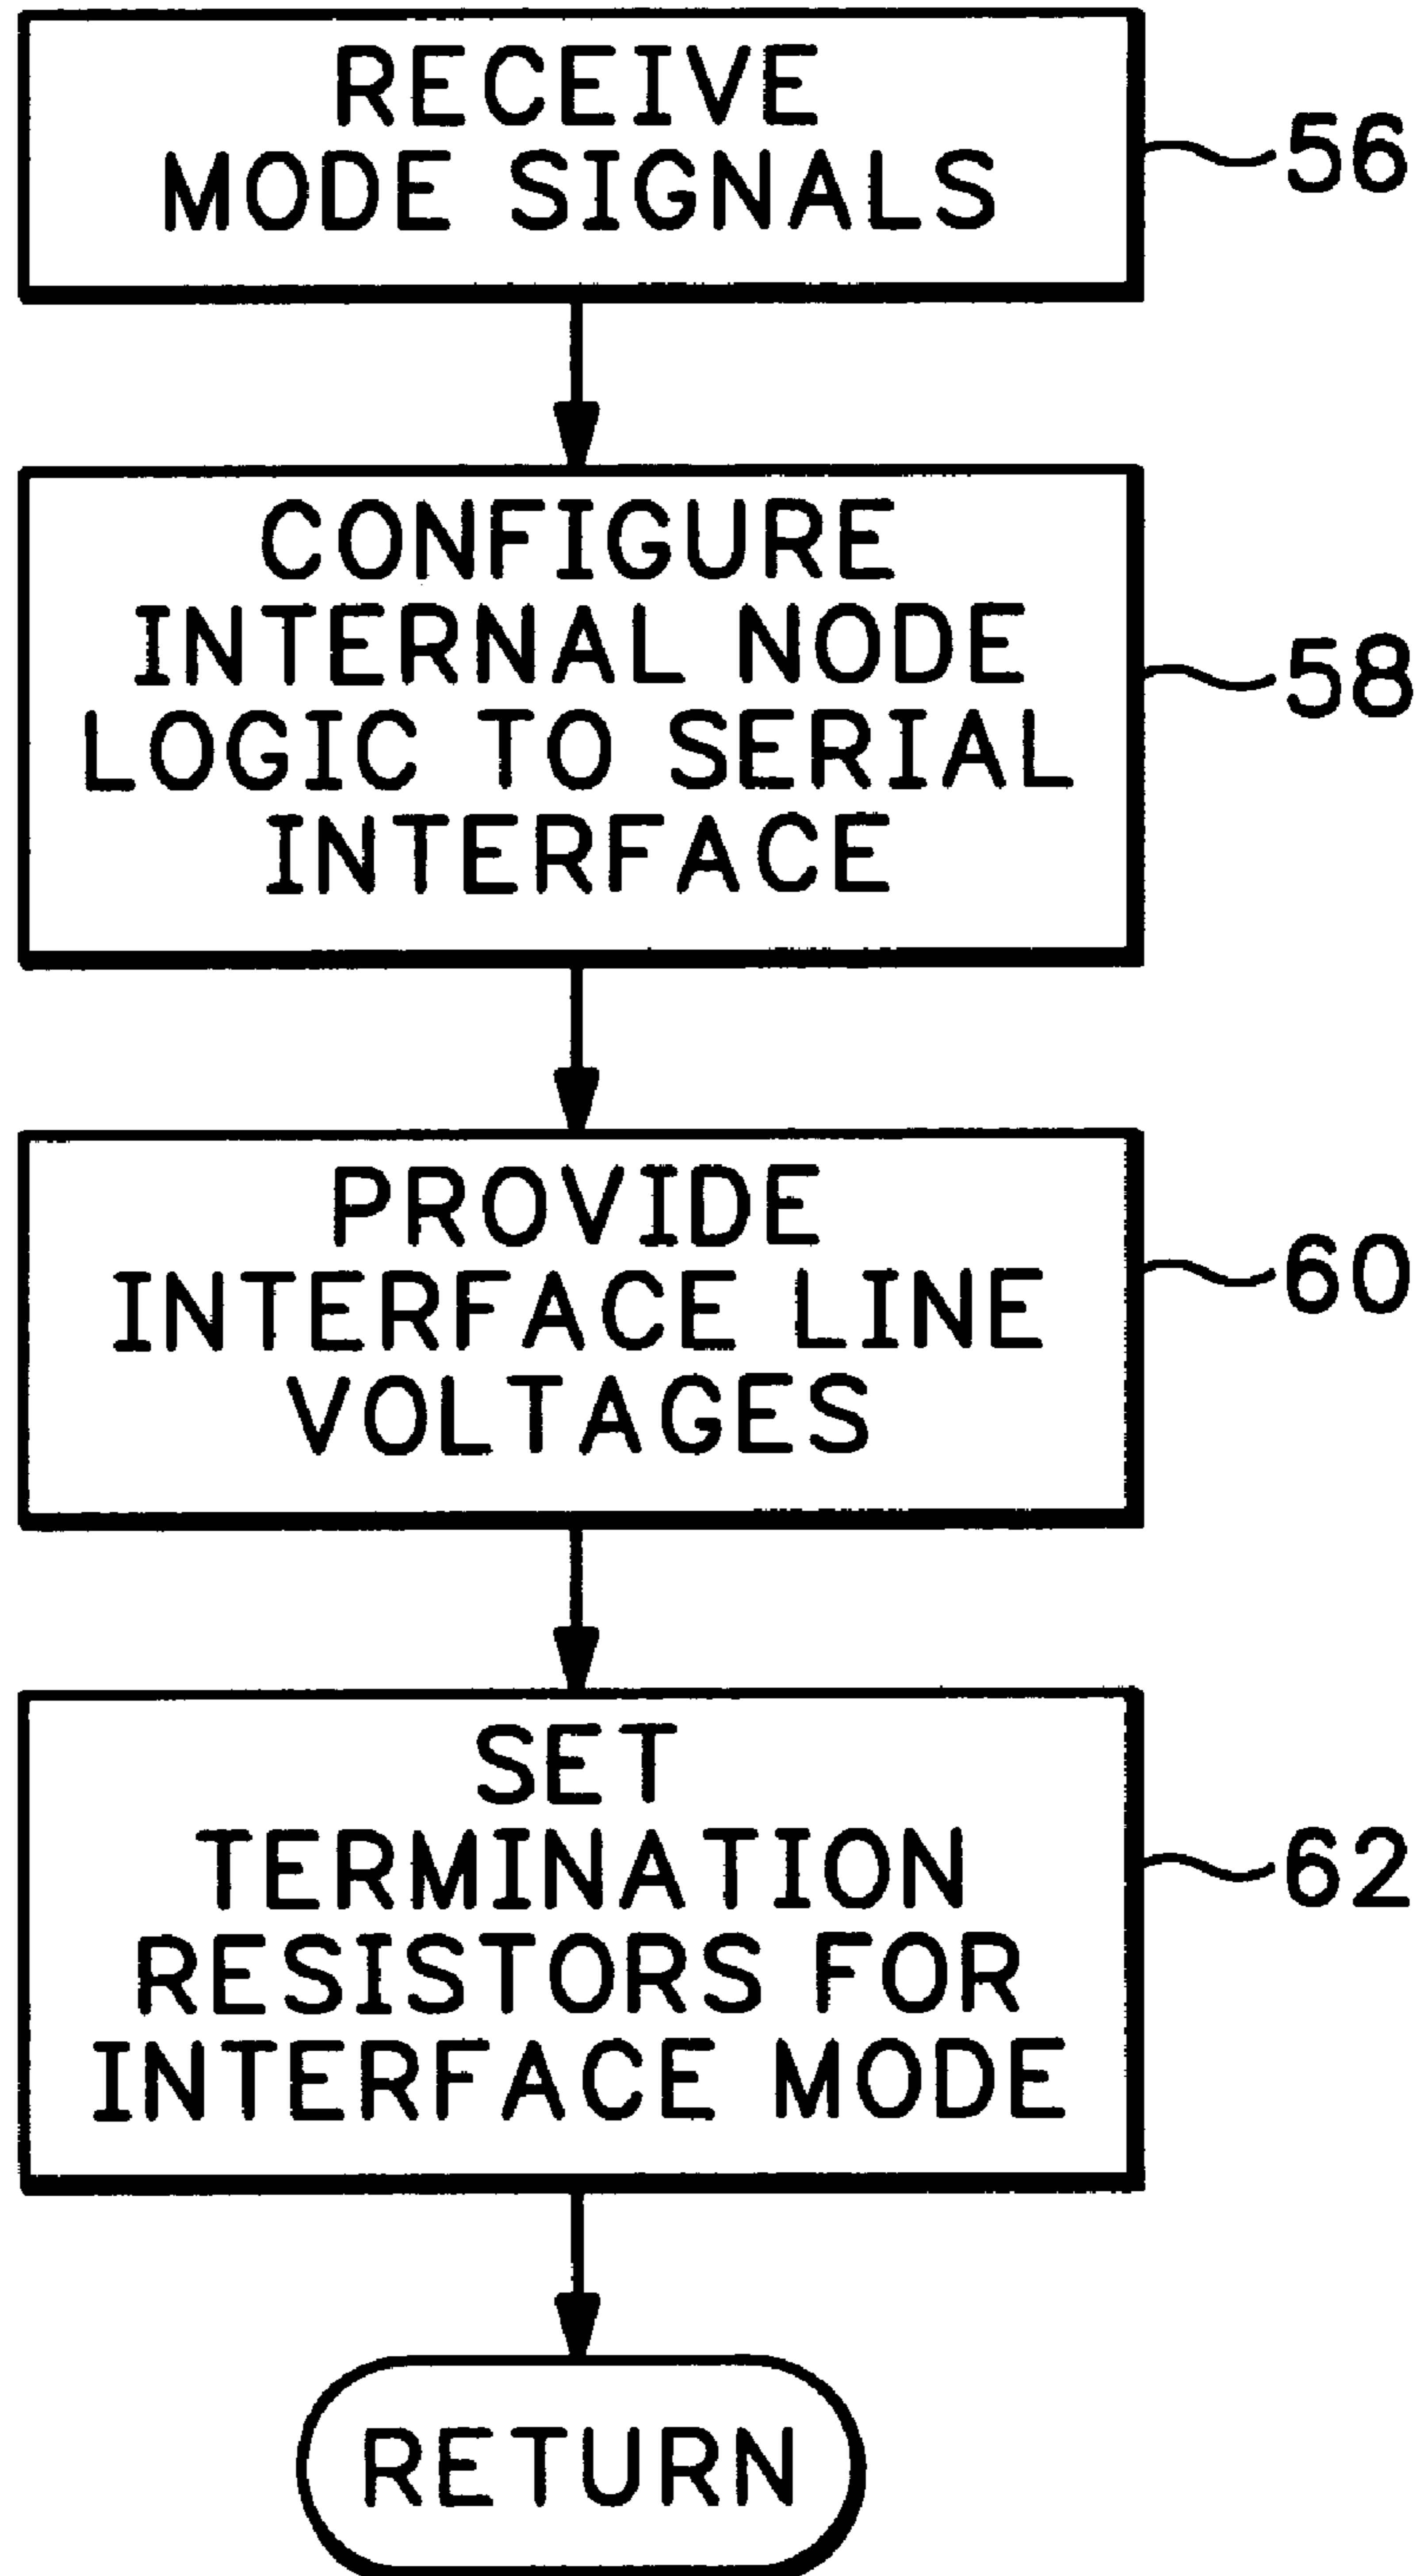 RECEIVE
MODE SIGNALS
56
CONFIGURE
INTERNAL NODE
LOGIC TO SERIAL
INTERFACE
58
PROVIDE
INTERFACE LINE
VOLTAGES
60
SET
TERMINATION
RESISTORS FOR
INTERFACE MODE
62
RETURN